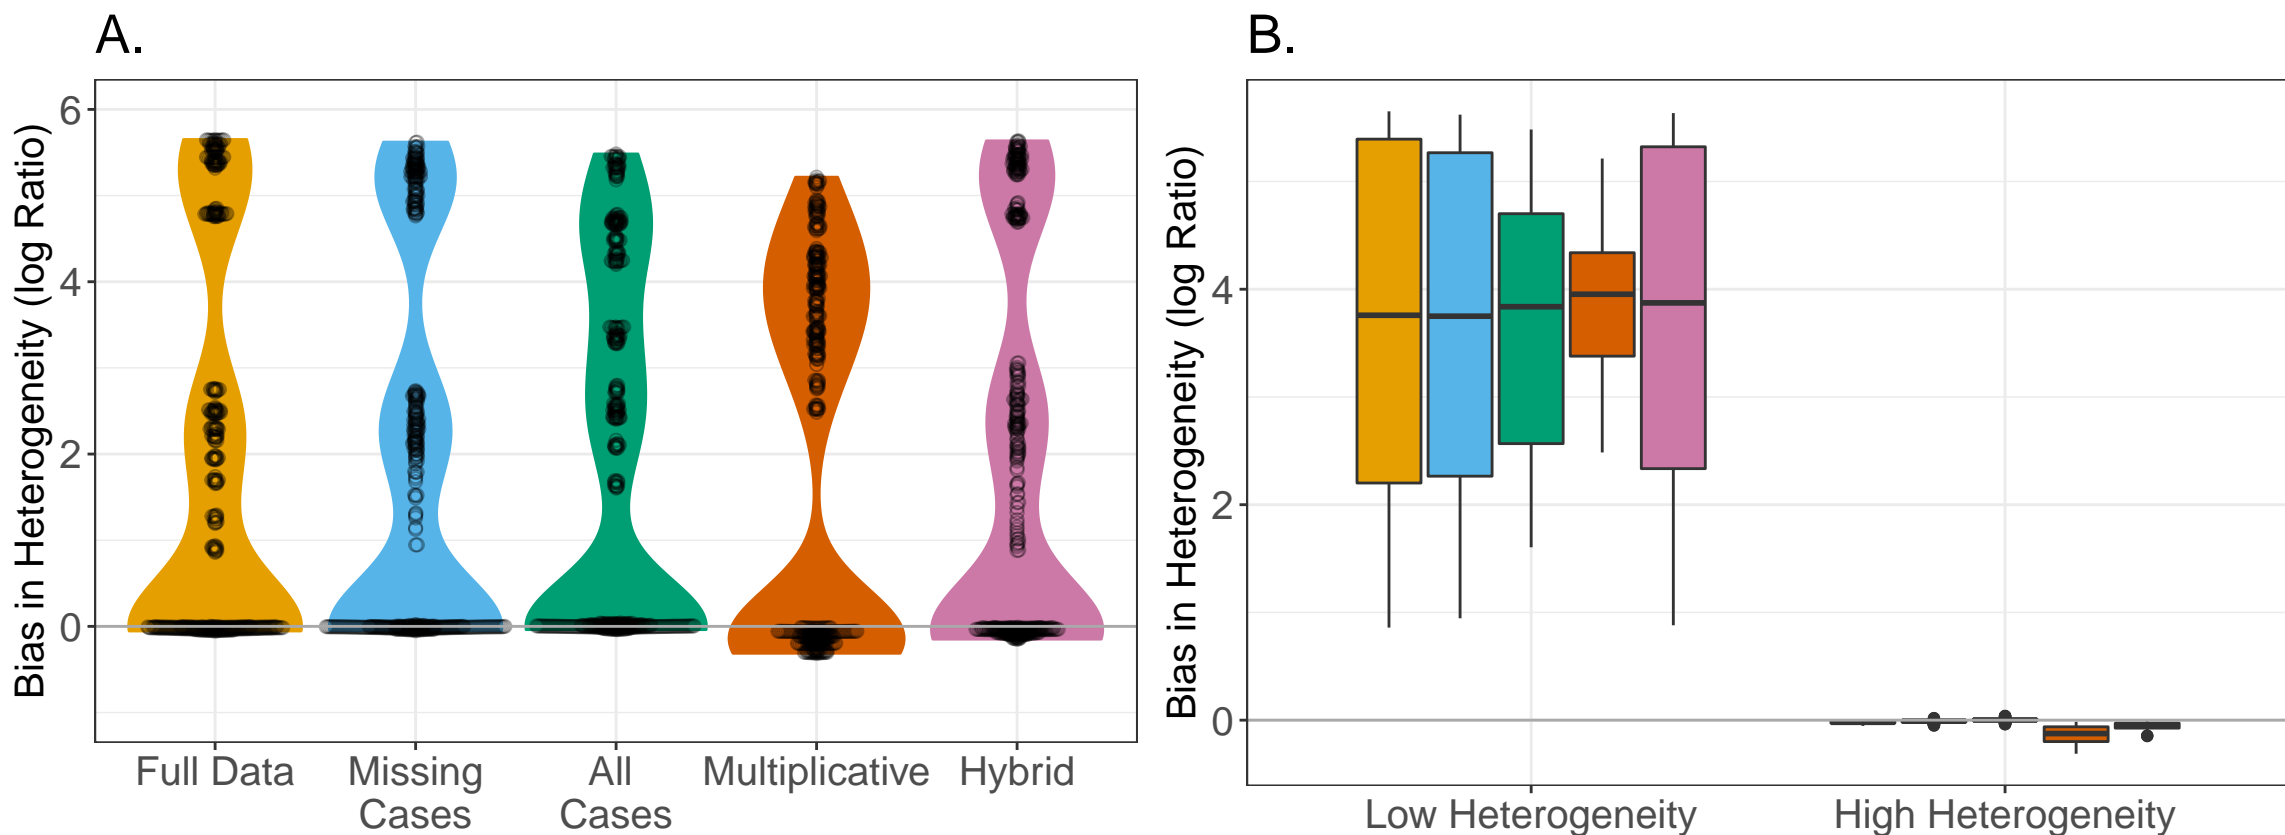 A.
Bias in Heterogeneity (log Ratio)
6
4
2
0
Full Data
Missing
Cases
All
Cases
Multiplicative
Hybrid
B.
Bias in Heterogeneity (log Ratio)
4
2
0
Low Heterogeneity
High Heterogeneity